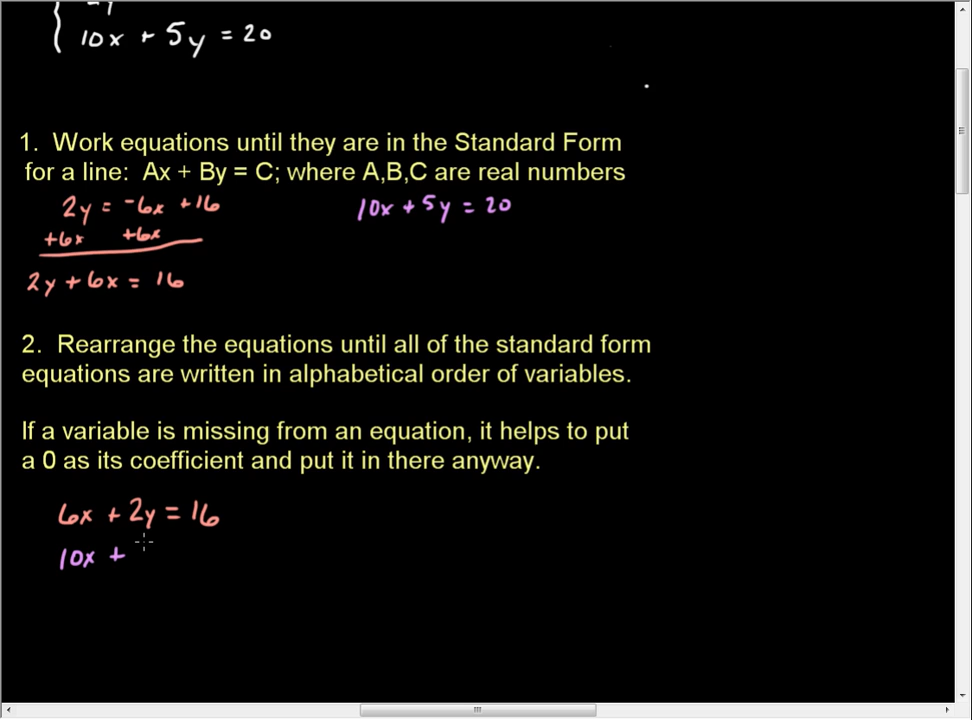 10x + 5y = 20
1. Work equations until they are in the Standard Form
for a line: Ax + By = C; where A,B,C are real numbers
2y = -6x +16
+6x +6x
2y + 6x = 16
10x + 5y = 20
2. Rearrange the equations until all of the standard form
equations are written in alphabetical order of variables.
If a variable is missing from an equation, it helps to put
a 0 as its coefficient and put it in there anyway.
6x + 2y = 16
10x +